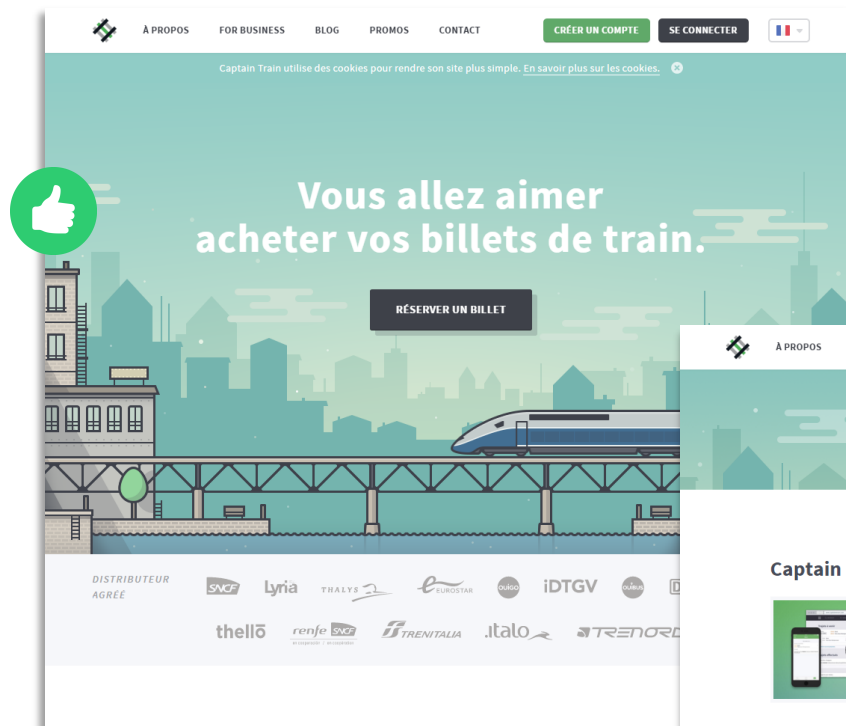 À PROPOS FOR BUSINESS BLOG PROMOS CONTACT CRÉER UN COMPTE SE CONNECTER
Captain Train utilise des cookies pour rendre son site plus simple. En savoir plus sur les cookies.
Vous allez aimer
acheter vos billets de train.
RÉSERVER UN BILLET
À PROPOS
DISTRIBUTEUR
AGRÉÉ
SNCF Lyria THALYS EUROSTAR OUIGO iDTGV OUIBUS D
thellō renfe SNCF TRENITALIA .italo TRENORD
Captain